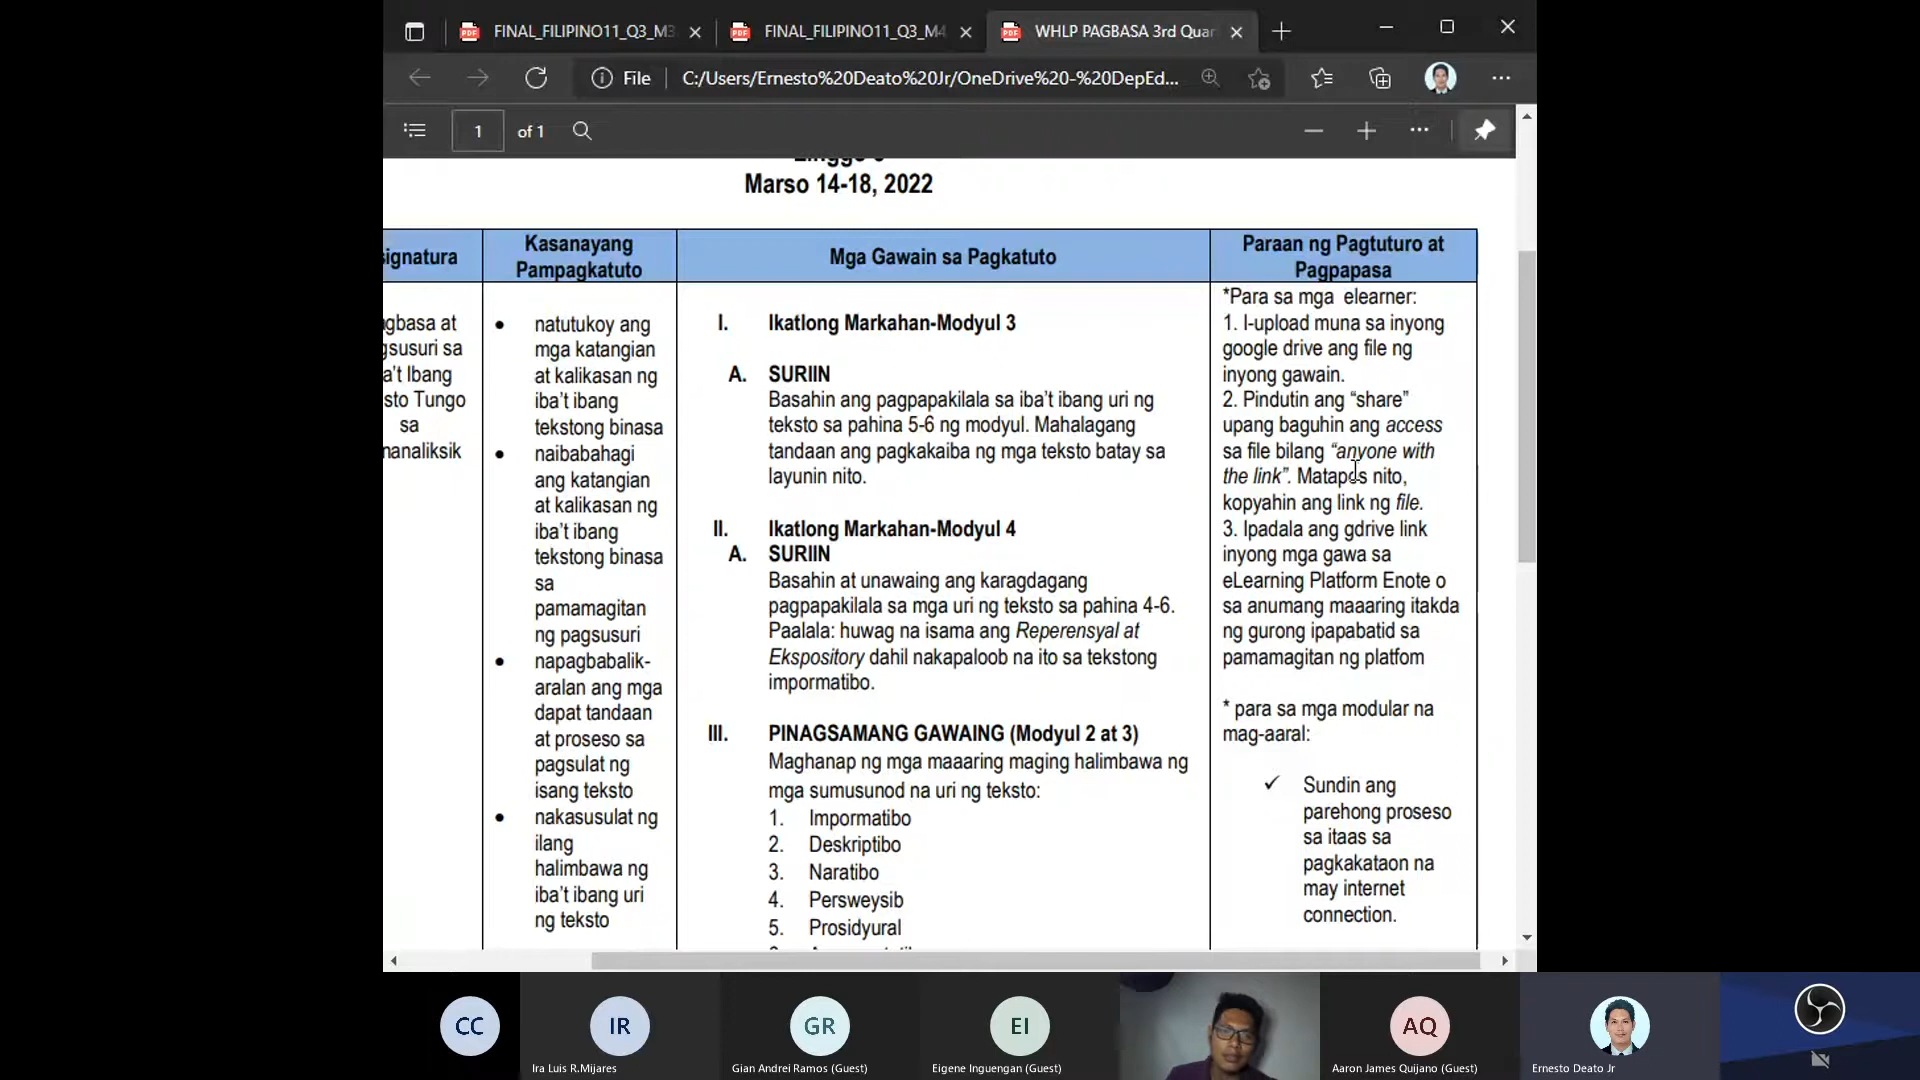 FINAL_FILIPINO11_Q3_M3
FINAL_FILIPINO11_Q3_M4
WHLP PAGBASA 3rd Quar
File
C:/Users/Ernesto%20Deato%20Jr/OneDrive%20-%20DepEd...
1
of 1
Marso 14-18, 2022
signatura
Kasanayang
Pampagkatuto
Mga Gawain sa Pagkatuto
Paraan ng Pagtuturo at
Pagpapasa
gbasa at
gsusuri sa
a't Ibang
sto Tungo
sa
nanaliksik
• natutukoy ang
mga katangian
at kalikasan ng
iba't ibang
tekstong binasa
• naibabahagi
ang katangian
at kalikasan ng
iba't ibang
tekstong binasa
sa
pamamagitan
ng pagsusuri
• napagbabalik-
aralan ang mga
dapat tandaan
at proseso sa
pagsulat ng
isang teksto
• nakasusulat ng
ilang
halimbawa ng
iba't ibang uri
ng teksto
I. Ikatlong Markahan-Modyul 3
A. SURIIN
Basahin ang pagpapakilala sa iba't ibang uri ng
teksto sa pahina 5-6 ng modyul. Mahalagang
tandaan ang pagkakaiba ng mga teksto batay sa
layunin nito.
II. Ikatlong Markahan-Modyul 4
A. SURIIN
Basahin at unawaing ang karagdagang
pagpapakilala sa mga uri ng teksto sa pahina 4-6.
Paalala: huwag na isama ang Reperensyal at
Ekspository dahil nakapaloob na ito sa tekstong
impormatibo.
III. PINAGSAMANG GAWAING (Modyul 2 at 3)
Maghanap ng mga maaaring maging halimbawa ng
mga sumusunod na uri ng teksto:
1. Impormatibo
2. Deskriptibo
3. Naratibo
4. Persweysib
5. Prosidyural
*Para sa mga elearner:
1. I-upload muna sa inyong
google drive ang file ng
inyong gawain.
2. Pindutin ang “share”
upang baguhin ang access
sa file bilang “anyone with
the link”. Matapos nito,
kopyahin ang link ng file.
3. Ipadala ang gdrive link
inyong mga gawa sa
eLearning Platform Enote o
sa anumang maaaring itakda
ng gurong ipapabatid sa
pamamagitan ng platfom
* para sa mga modular na
mag-aaral:
✓ Sundin ang
parehong proseso
sa itaas sa
pagkakataon na
may internet
connection.
CC
IR
GR
EI
AQ
Ira Luis R.Mijares
Gian Andrei Ramos (Guest)
Eigene Inguengan (Guest)
Aaron James Quijano (Guest)
Ernesto Deato Jr